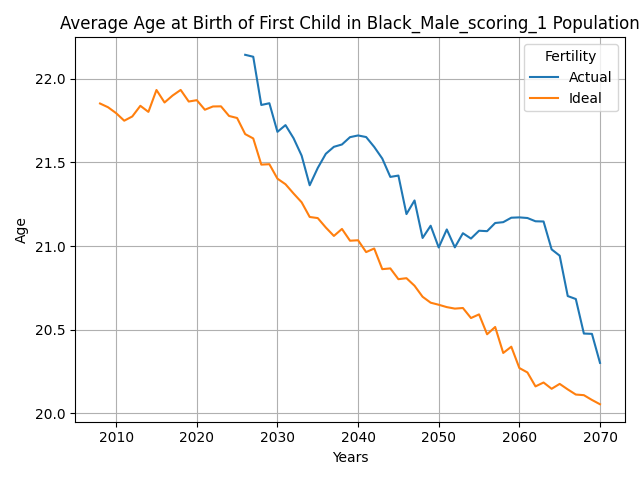 Average Age at Birth of First Child in Black_Male_scoring_1 Population
Fertility
Actual
Ideal
22.0
21.5
21.0
20.5
20.0
Age
2010 2020 2030 2040 2050 2060 2070
Years